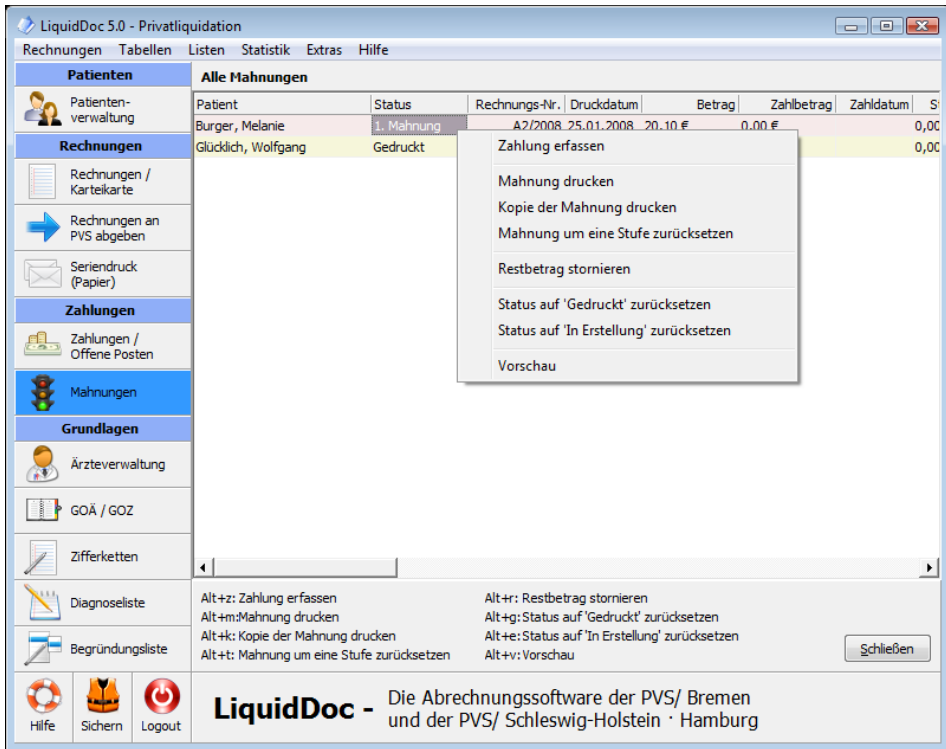 LiquidDoc 5.0 - Privatliquidation
Rechnungen Tabellen Listen Statistik Extras Hilfe
Patienten
Patienten-
verwaltung
Rechnungen
Rechnungen /
Karteikarte
Rechnungen an
PVS abgeben
Seriendruck
(Papier)
Zahlungen
Zahlungen /
Offene Posten
Mahnungen
Grundlagen
Ärzteverwaltung
GOÄ / GOZ
Zifferketten
Diagnoseliste
Begründungsliste
Hilfe Sichern Logout
Alle Mahnungen
Patient Status Rechnungs-Nr. Druckdatum Betrag Zahlbetrag Zahldatum S
Burger, Melanie 1. Mahnung A2/2008 25.01.2008 20,10 € 0,00 € 0,00
Glücklich, Wolfgang Gedruckt 0,00
Zahlung erfassen
Mahnung drucken
Kopie der Mahnung drucken
Mahnung um eine Stufe zurücksetzen
Restbetrag stornieren
Status auf 'Gedruckt' zurücksetzen
Status auf 'In Erstellung' zurücksetzen
Vorschau
Alt+z: Zahlung erfassen
Alt+m:Mahnung drucken
Alt+k: Kopie der Mahnung drucken
Alt+t: Mahnung um eine Stufe zurücksetzen
Alt+r: Restbetrag stornieren
Alt+g:Status auf 'Gedruckt' zurücksetzen
Alt+e:Status auf 'In Erstellung' zurücksetzen
Alt+v:Vorschau
Schließen
LiquidDoc - Die Abrechnungssoftware der PVS/ Bremen
und der PVS/ Schleswig-Holstein · Hamburg